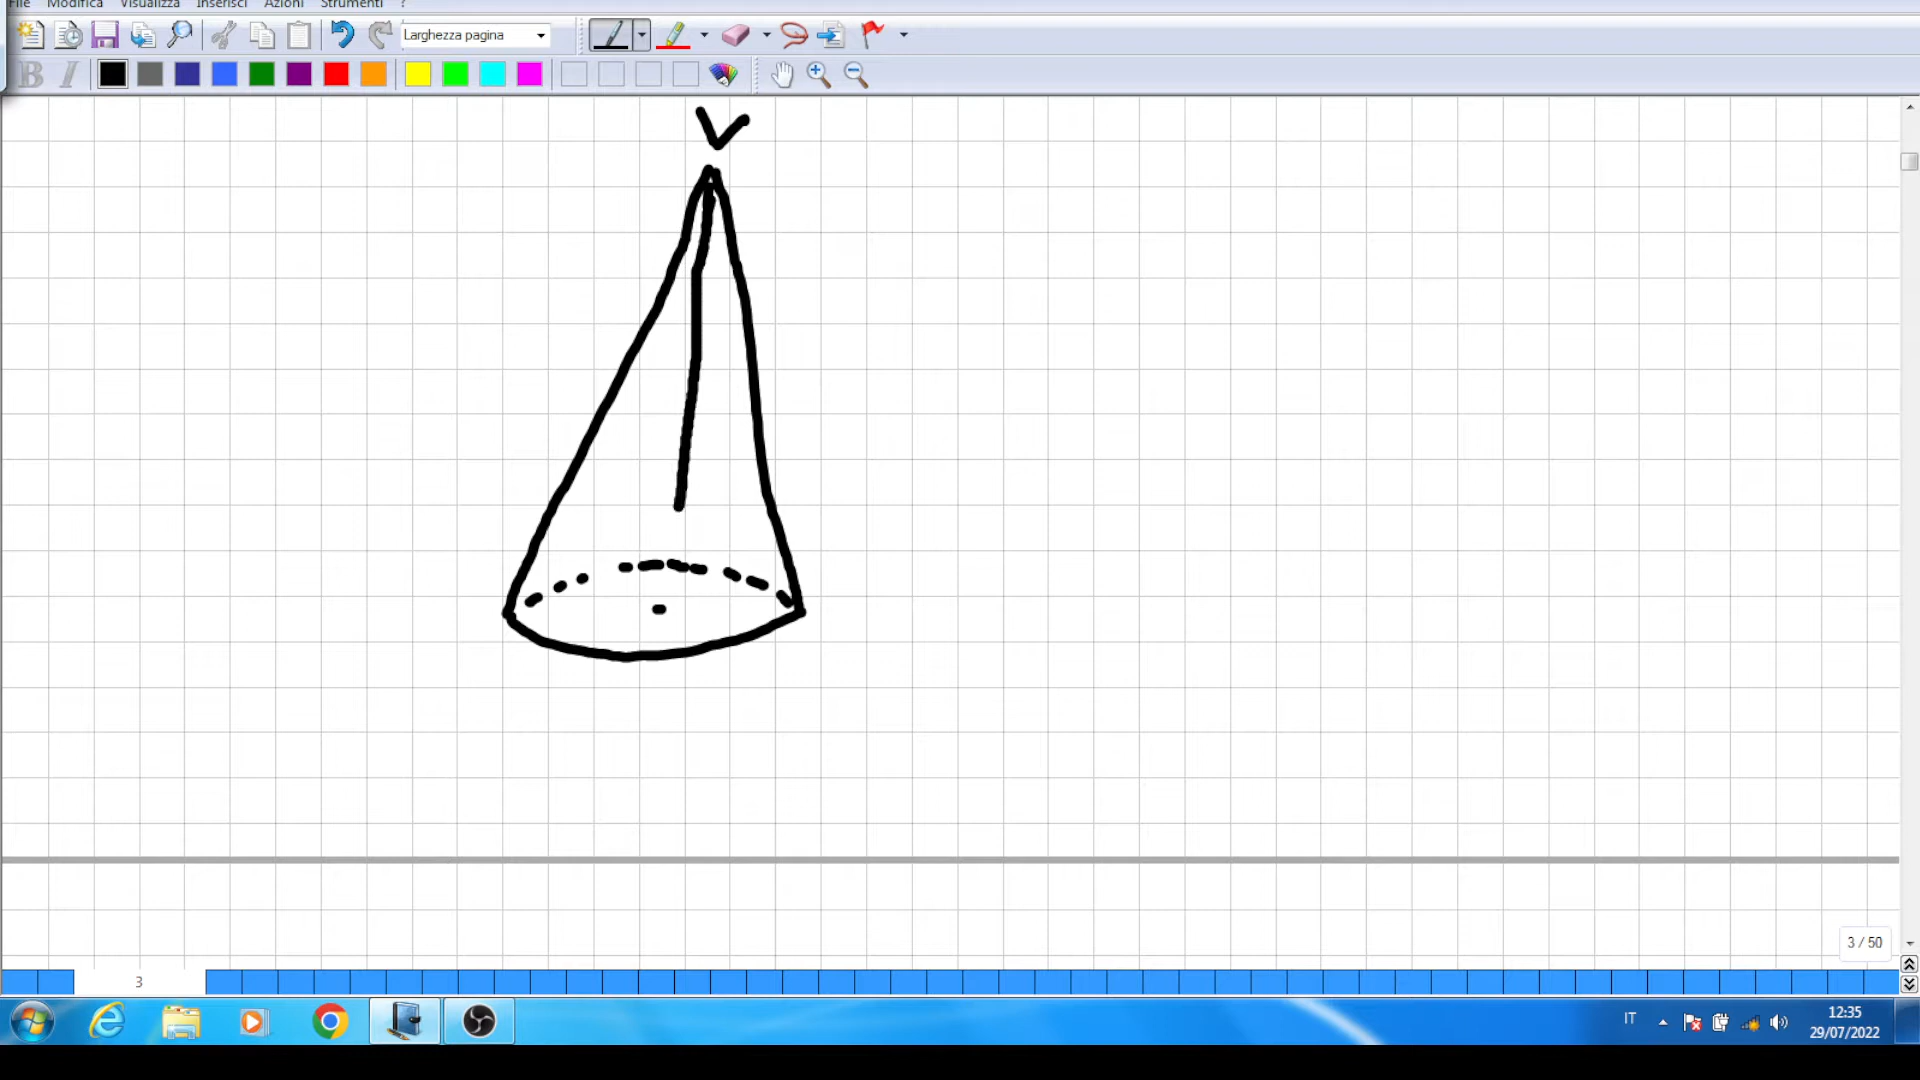 File Modifica Visualizza Inserisci Azioni Strumenti ?
Larghezza pagina
B I
V
3 / 50
3
IT
12:35
29/07/2022